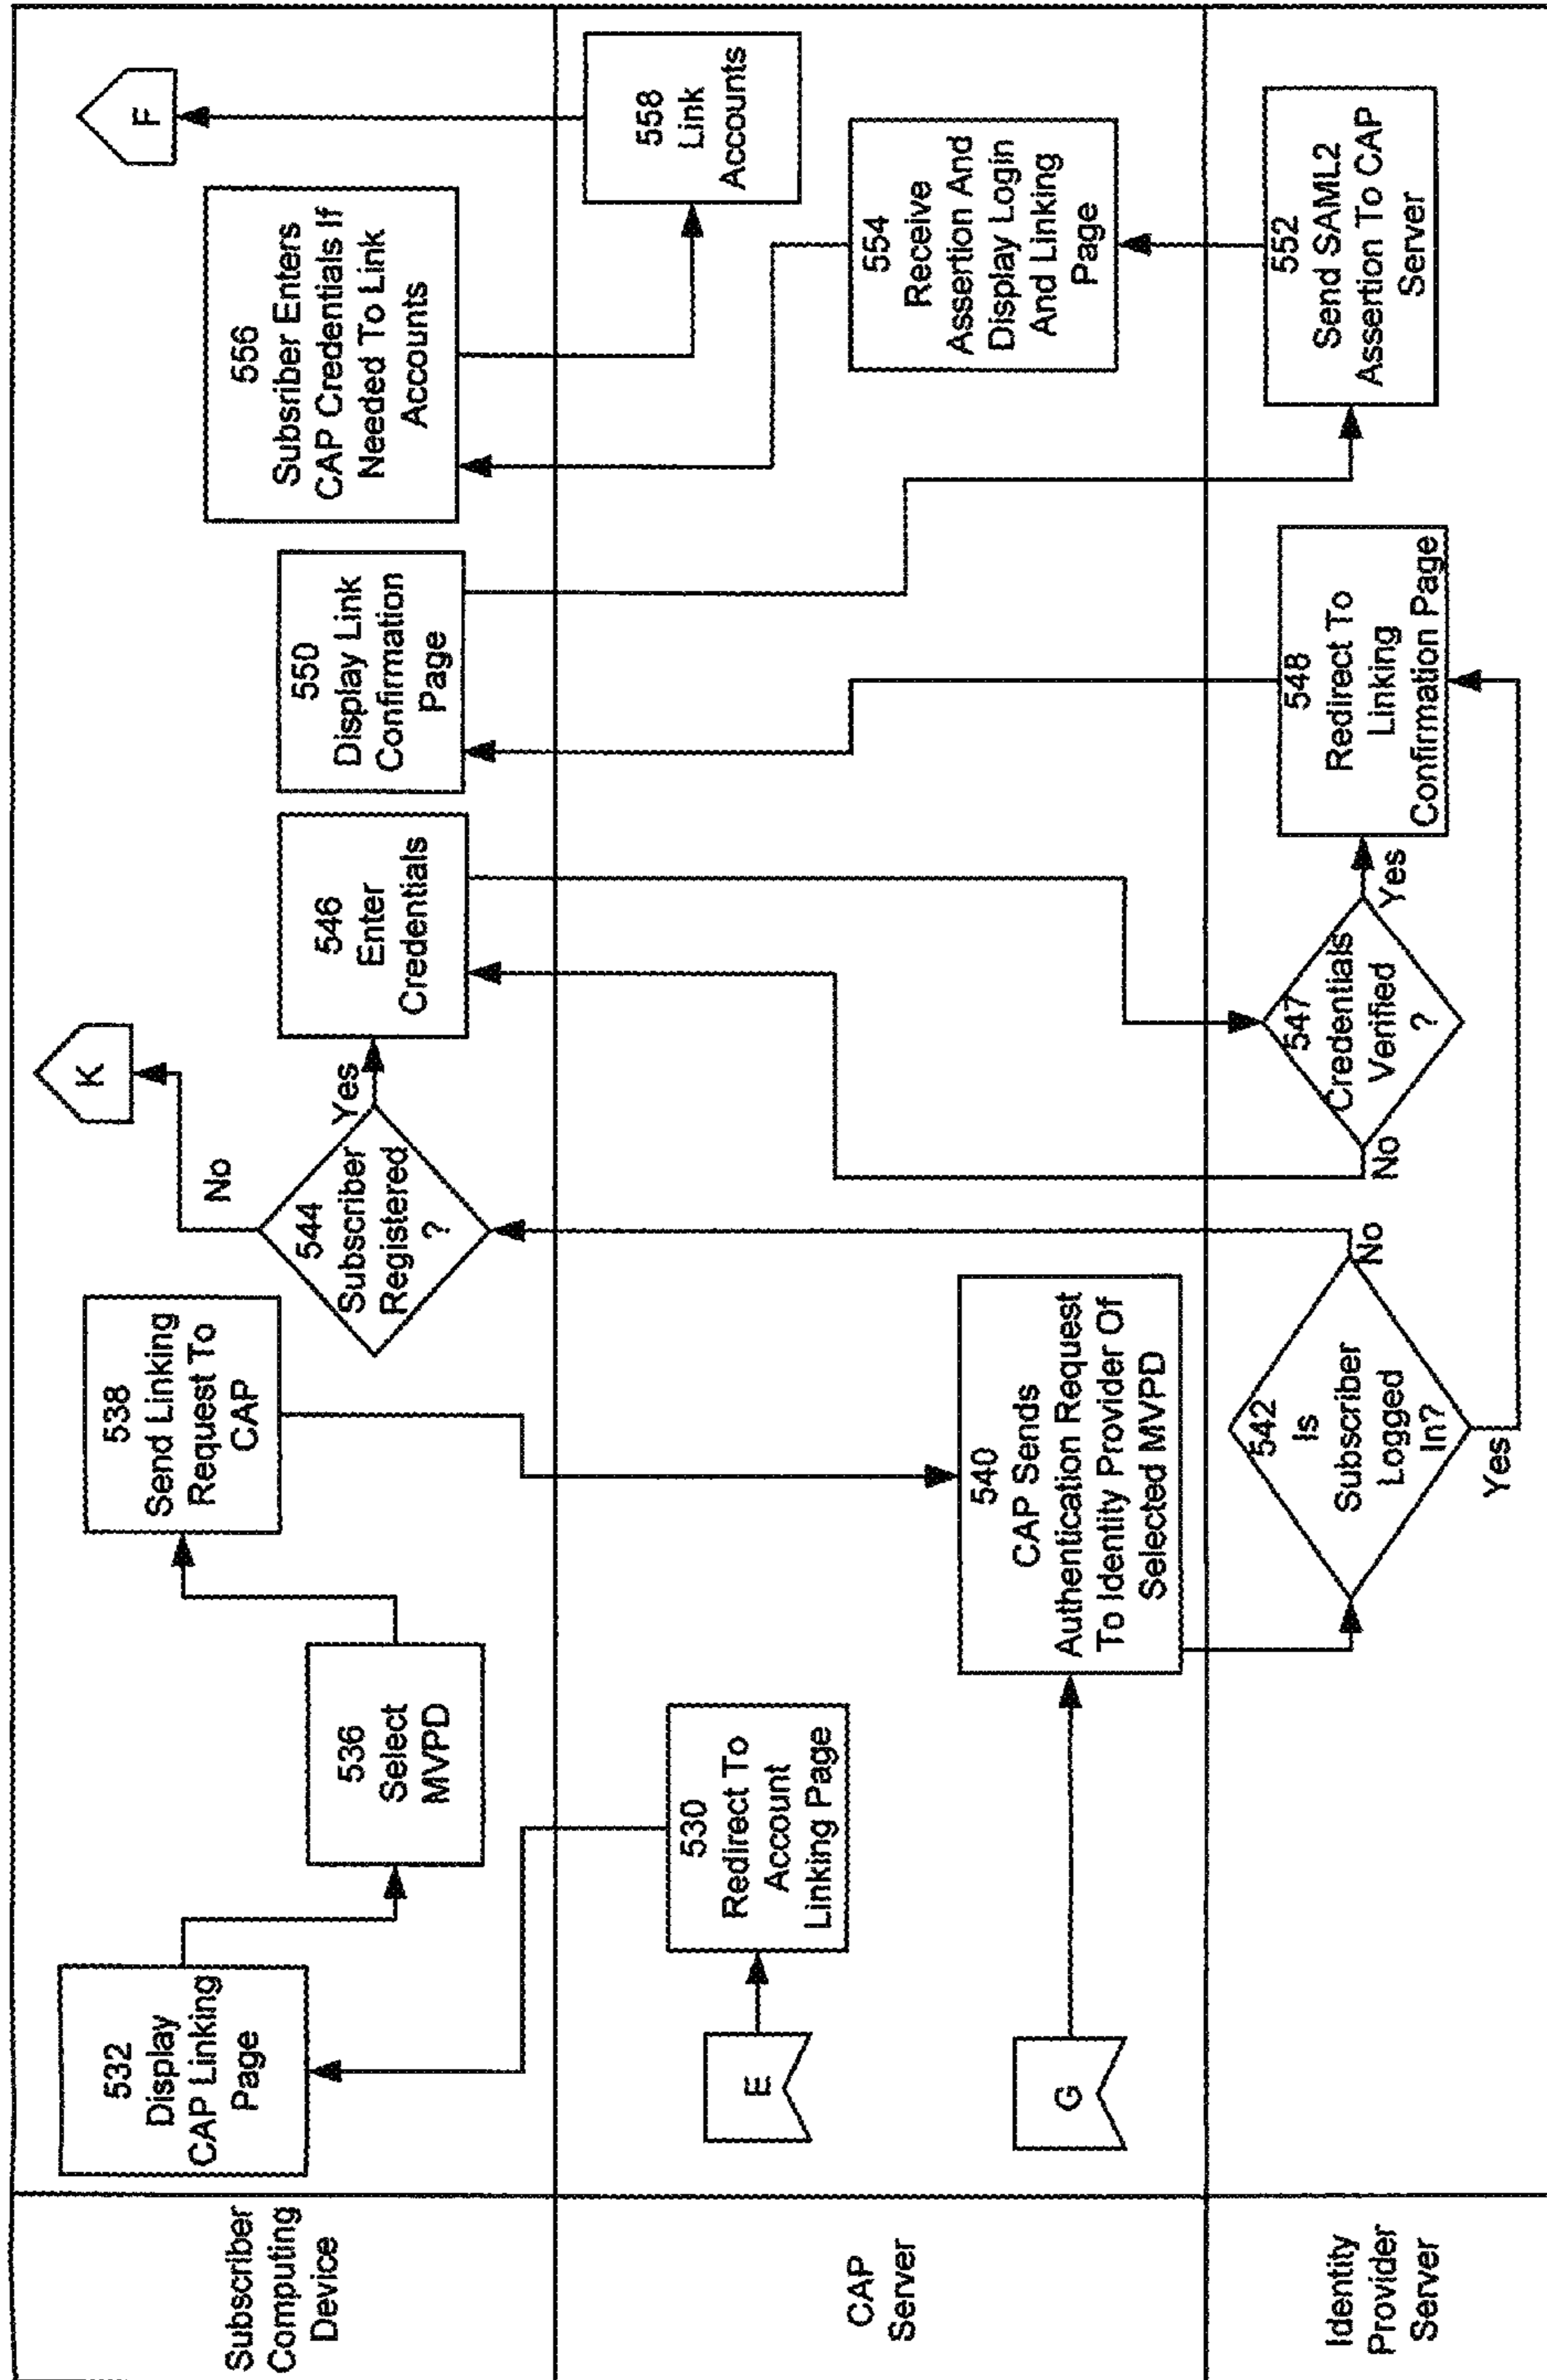 Subscriber
Computing
Device
532
Display
CAP Linking
Page
536
Select
MVPD
538
Send Linking
Request To
CAP
544
Subscriber
Registered
?
No
Yes
K
546
Enter
Credentials
550
Display Link
Confirmation
Page
556
Subsriber Enters
CAP Credentials If
Needed To Link
Accounts
F
CAP
Server
E
530
Redirect To
Account
Linking Page
G
540
CAP Sends
Authentication Request
To Identity Provider Of
Selected MVPD
554
Receive
Assertion And
Display Login
And Linking
Page
558
Link
Accounts
Identity
Provider
Server
542
Is
Subscriber
Logged
In?
No
Yes
547
Credentials
Verified
?
No
Yes
548
Redirect To
Linking
Confirmation Page
552
Send SAML2
Assertion To CAP
Server